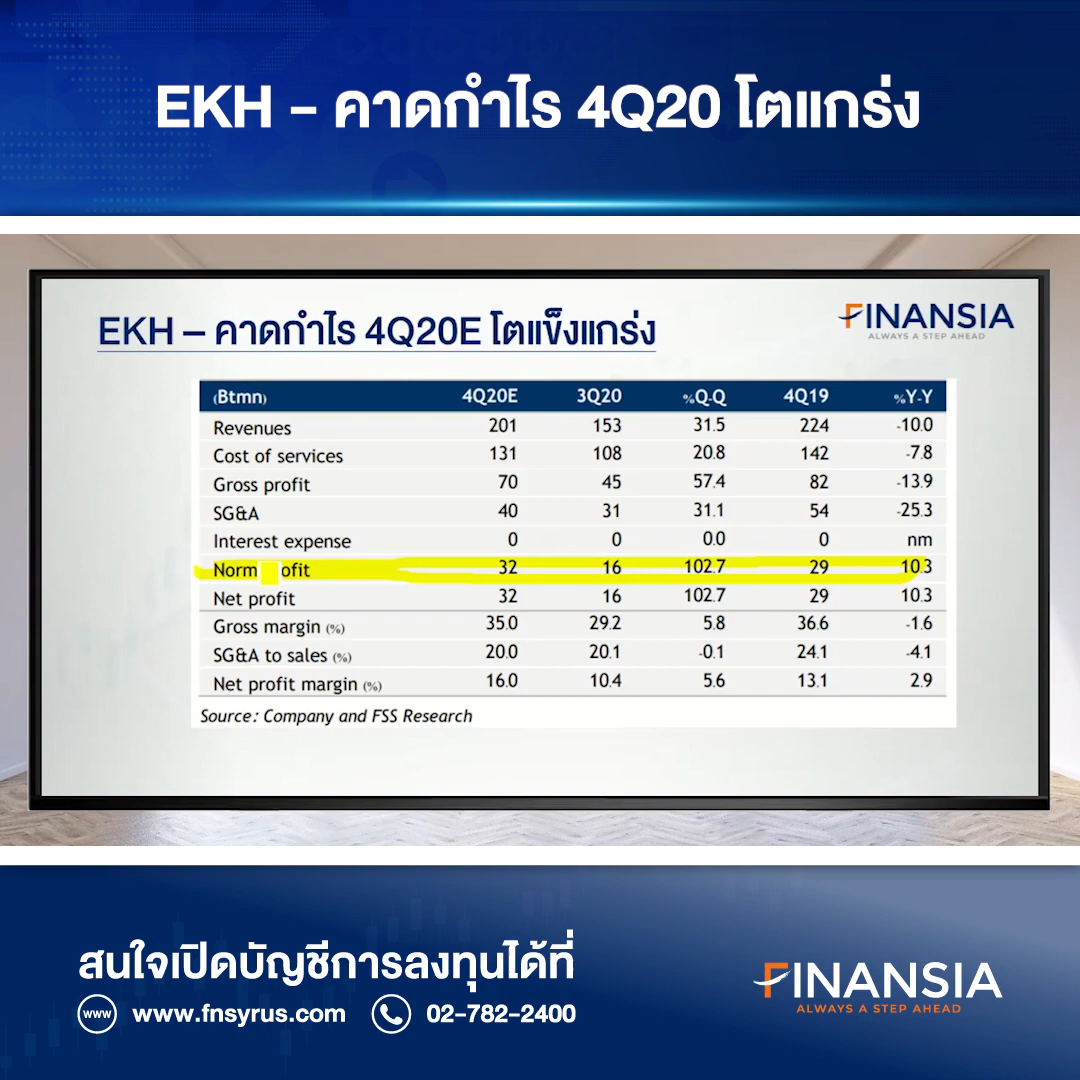 EKH – คาดกำไร 4Q20 โตแกร่ง
EKH – คาดกำไร 4Q20E โตแข็งแกร่ง
FINANSIA
ALWAYS A STEP AHEAD
(Btmn) 4Q20E 3Q20 %Q-Q 4Q19 %Y-Y
Revenues 201 153 31.5 224 -10.0
Cost of services 131 108 20.8 142 -7.8
Gross profit 70 45 57.4 82 -13.9
SG&A 40 31 31.1 54 -25.3
Interest expense 0 0 0.0 0 nm
Norm ofit 32 16 102.7 29 10.3
Net profit 32 16 102.7 29 10.3
Gross margin (%) 35.0 29.2 5.8 36.6 -1.6
SG&A to sales (%) 20.0 20.1 -0.1 24.1 -4.1
Net profit margin (%) 16.0 10.4 5.6 13.1 2.9
Source: Company and FSS Research
สนใจเปิดบัญชีการลงทุนได้ที่
www www.fnsyrus.com 02-782-2400
FINANSIA
ALWAYS A STEP AHEAD